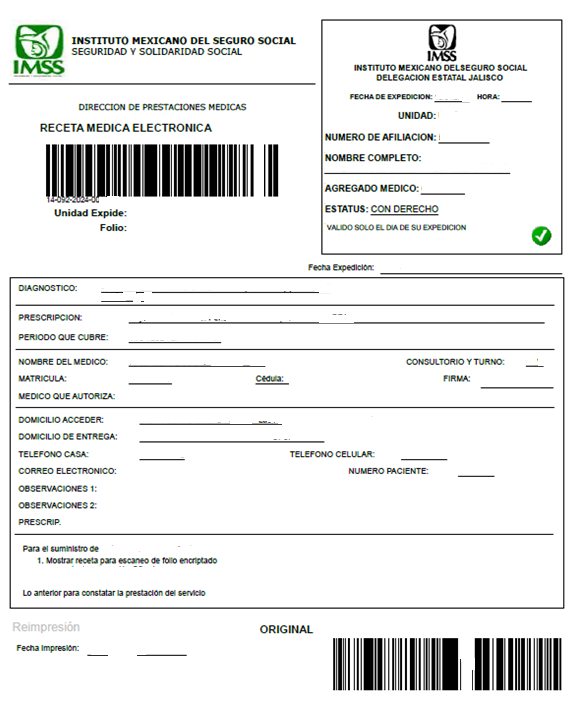 IMSS
INSTITUTO MEXICANO DEL SEGURO SOCIAL
SEGURIDAD Y SOLIDARIDAD SOCIAL
DIRECCION DE PRESTACIONES MEDICAS
RECETA MEDICA ELECTRONICA
14-092-2024-00
Unidad Expide:
Folio:
IMSS
INSTITUTO MEXICANO DELSEGURO SOCIAL
DELEGACION ESTATAL JALISCO
FECHA DE EXPEDICION: HORA:
UNIDAD:
NUMERO DE AFILIACION:
NOMBRE COMPLETO:
AGREGADO MEDICO:
ESTATUS: CON DERECHO
VALIDO SOLO EL DIA DE SU EXPEDICION
Fecha Expedición:
DIAGNOSTICO:
PRESCRIPCION:
PERIODO QUE CUBRE:
NOMBRE DEL MEDICO: CONSULTORIO Y TURNO:
MATRICULA: Cédula: FIRMA:
MEDICO QUE AUTORIZA:
DOMICILIO ACCEDER:
DOMICILIO DE ENTREGA:
TELEFONO CASA: TELEFONO CELULAR:
CORREO ELECTRONICO: NUMERO PACIENTE:
OBSERVACIONES 1:
OBSERVACIONES 2:
PRESCRIP.
Para el suministro de
1. Mostrar receta para escaneo de folio encriptado
Lo anterior para constatar la prestación del servicio
Reimpresión
ORIGINAL
Fecha Impresión: